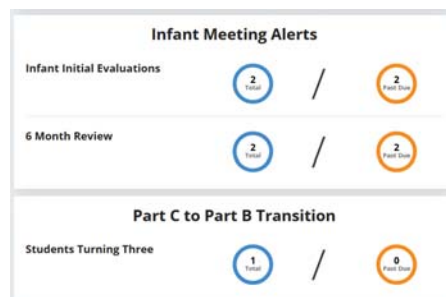 Infant Meeting Alerts
Infant Initial Evaluations
2 / 2
Total Past Due
6 Month Review
2 / 2
Total Past Due
Part C to Part B Transition
Students Turning Three
1 / 0
Total Past Due